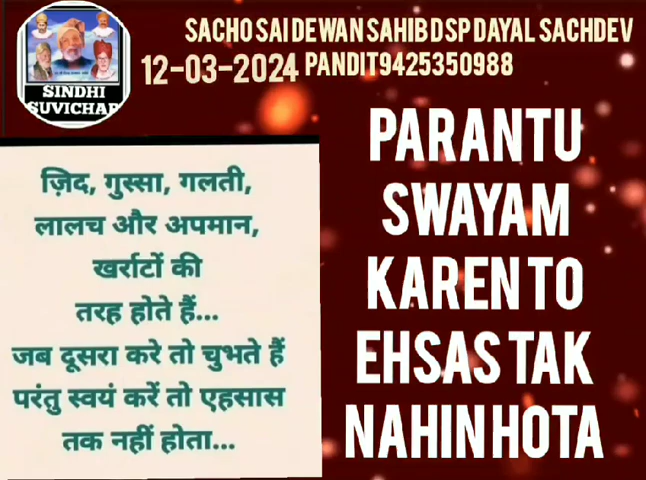 SACHO SAI DEWAN SAHIB DSP DAYAL SACHDEV
12-03-2024 PANDIT9425350988
SINDHI
SUVICHAR
ज़िद, गुस्सा, गलती,
लालच और अपमान,
खर्राटों की
तरह होते हैं...
जब दूसरा करे तो चुभते हैं
परंतु स्वयं करें तो एहसास
तक नहीं होता...
PARANTU
SWAYAM
KAREN TO
EHSAS TAK
NAHIN HOTA